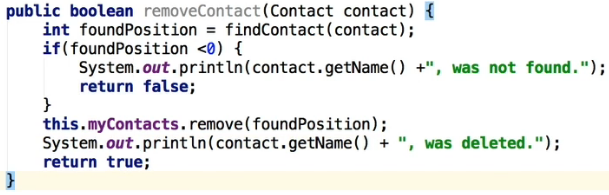 public boolean removeContact(Contact contact) {
    int foundPosition = findContact(contact);
    if(foundPosition <0) {
        System.out.println(contact.getName() +", was not found.");
        return false;
    }
    this.myContacts.remove(foundPosition);
    System.out.println(contact.getName() + ", was deleted.");
    return true;
}